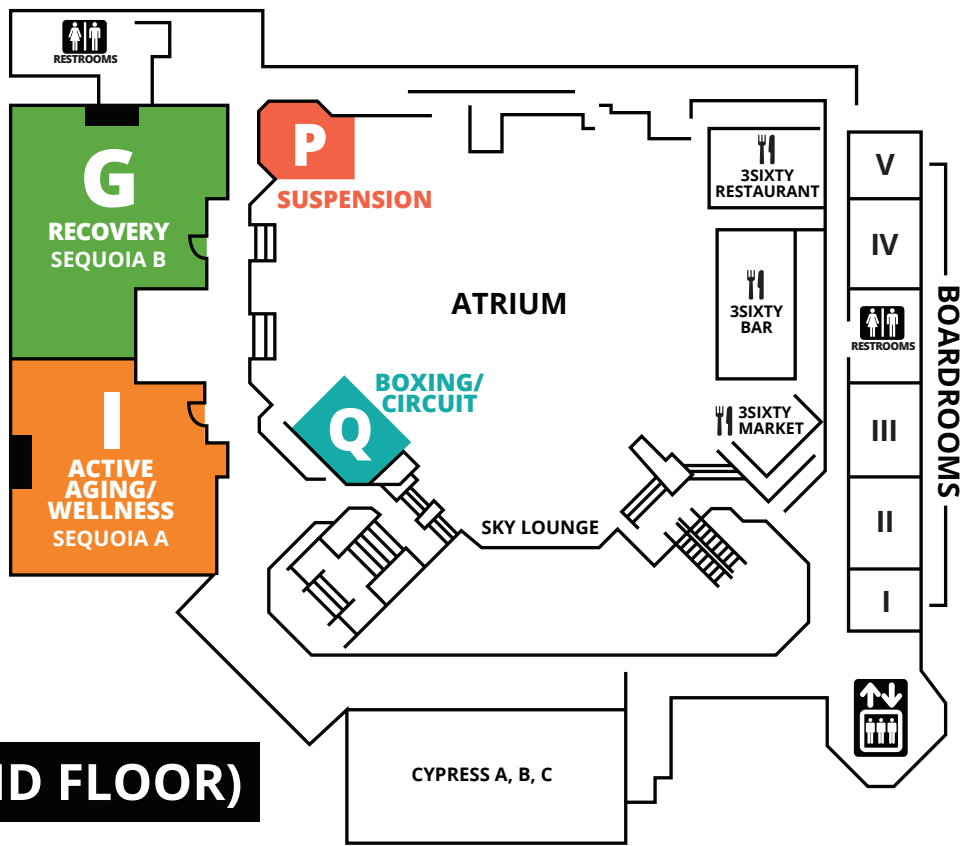 RESTROOMS
G
RECOVERY
SEQUOIA B
P
SUSPENSION
3SIXTY
RESTAURANT
V
IV
ATRIUM
3SIXTY
BAR
RESTROOMS
BOARDROOMS
I
ACTIVE
AGING/
WELLNESS
SEQUOIA A
BOXING/
CIRCUIT
Q
3SIXTY
MARKET
III
II
SKY LOUNGE
I
CYPRESS A, B, C
FLOOR)